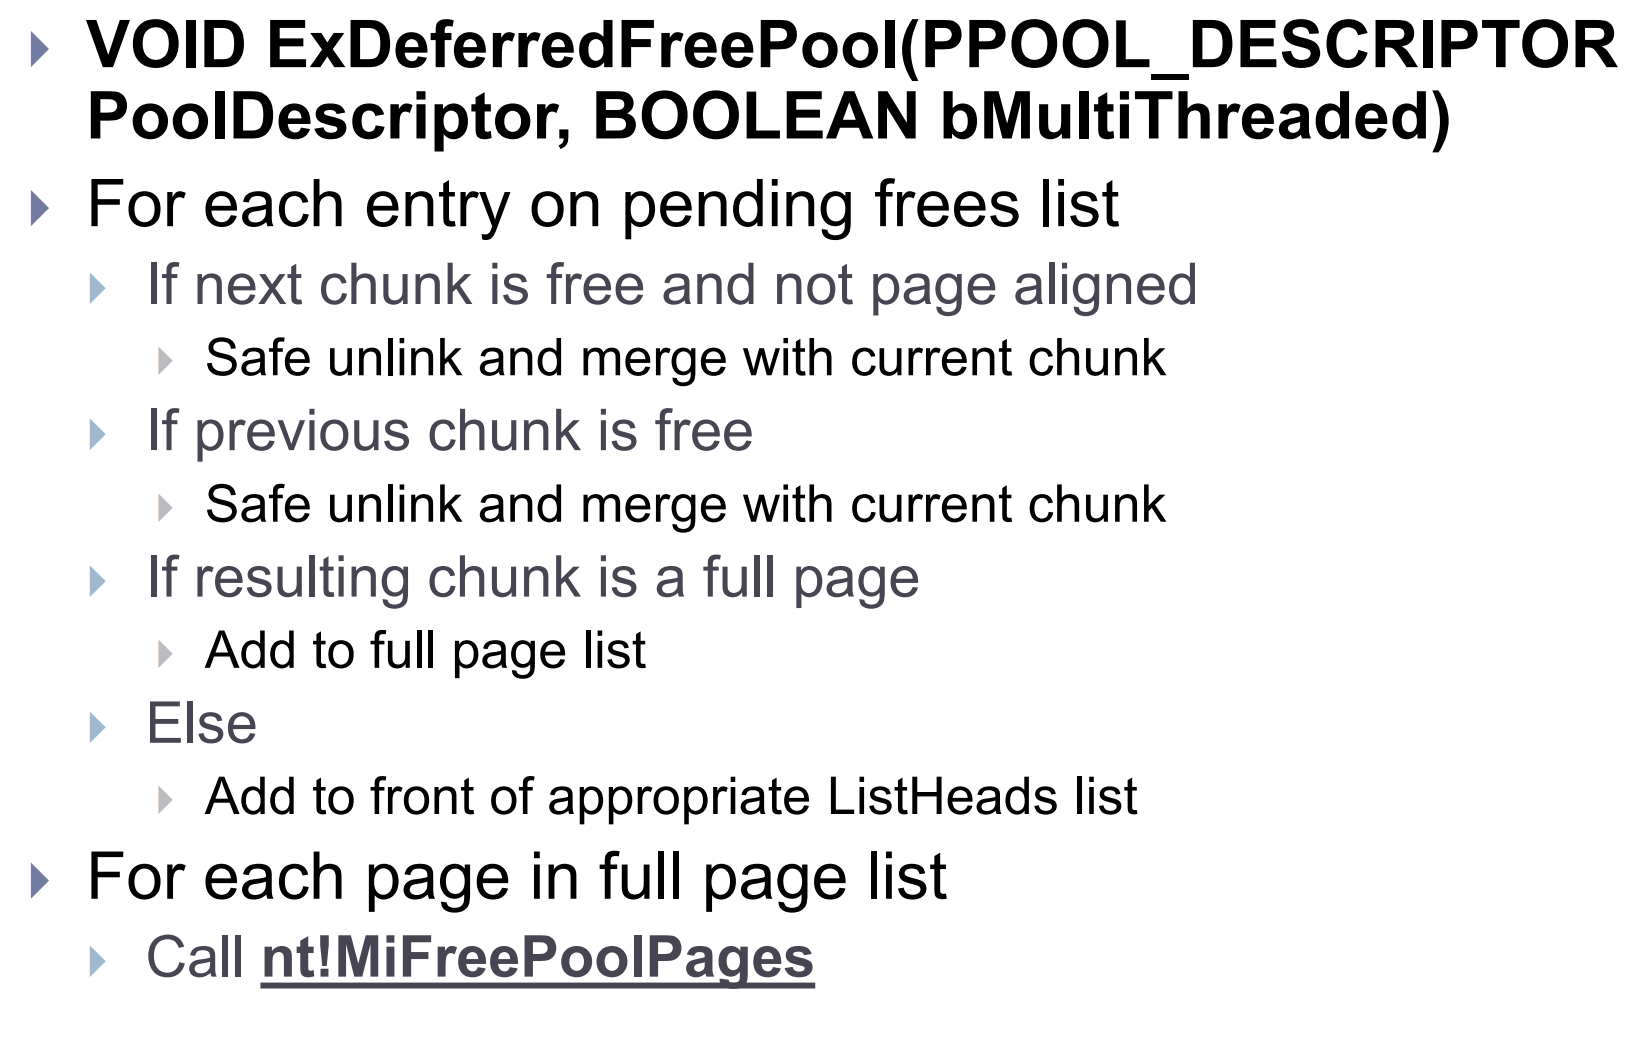 VOID ExDeferredFreePool(PPOOL_DESCRIPTOR
PoolDescriptor, BOOLEAN bMultiThreaded)
For each entry on pending frees list
If next chunk is free and not page aligned
Safe unlink and merge with current chunk
If previous chunk is free
Safe unlink and merge with current chunk
If resulting chunk is a full page
Add to full page list
Else
Add to front of appropriate ListHeads list
For each page in full page list
Call nt!MiFreePoolPages